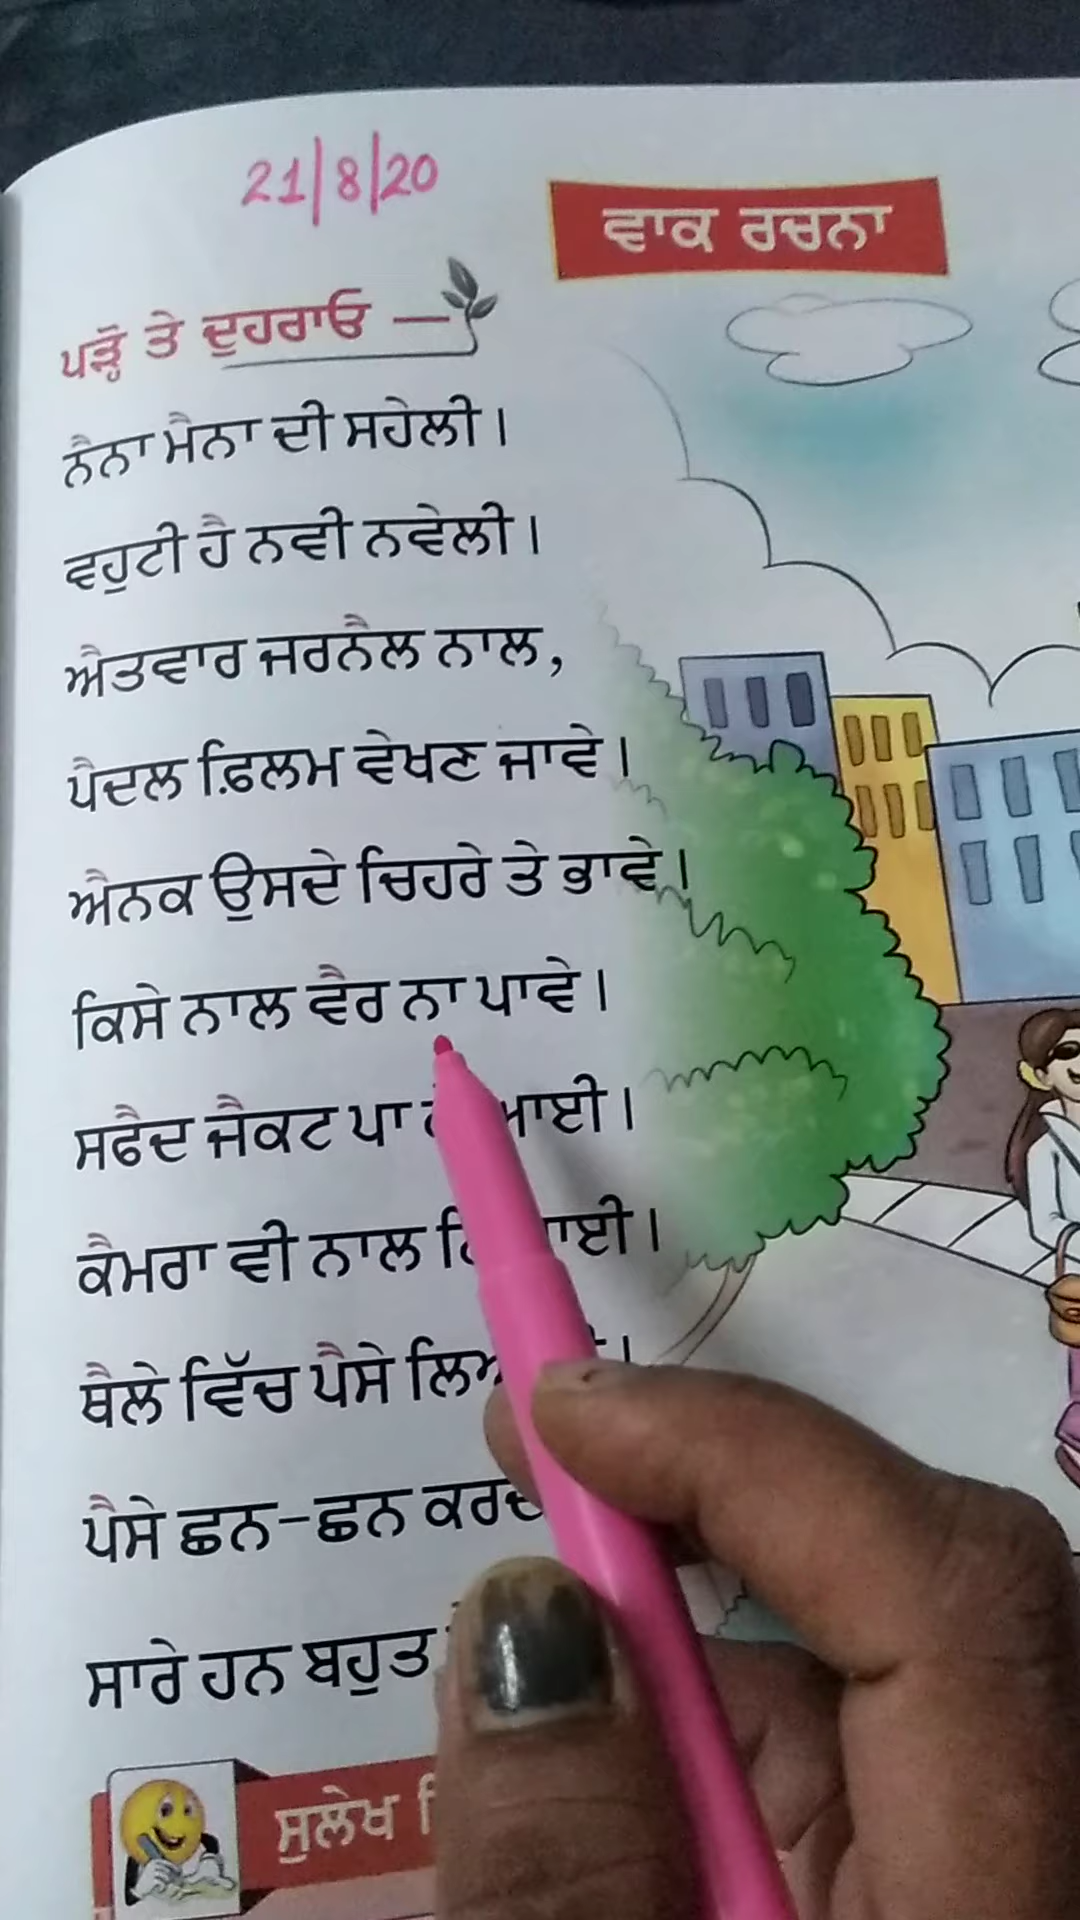 21/8/20
ਵਾਕ ਰਚਨਾ
ਪੜ੍ਹੋ ਤੇ ਦੁਹਰਾਓ —
ਨੈਨਾ ਮੈਨਾ ਦੀ ਸਹੇਲੀ।
ਵਹੁਟੀ ਹੈ ਨਵੀ ਨਵੇਲੀ।
ਐਤਵਾਰ ਜਰਨੈਲ ਨਾਲ,
ਪੈਦਲ ਫ਼ਿਲਮ ਵੇਖਣ ਜਾਵੇ।
ਐਨਕ ਉਸਦੇ ਚਿਹਰੇ ਤੇ ਭਾਵੇ।
ਕਿਸੇ ਨਾਲ ਵੈਰ ਨਾ ਪਾਵੇ।
ਸਫੈਦ ਜੈਕਟ ਪਾ
ਕੈਮਰਾ ਵੀ ਨਾਲ
ਥੈਲੇ ਵਿੱਚ ਪੈਸੇ
ਪੈਸੇ ਛਨ-ਛਨ
ਸਾਰੇ ਹਨ ਬਹੁਤ
ਸੁਲੇਖ